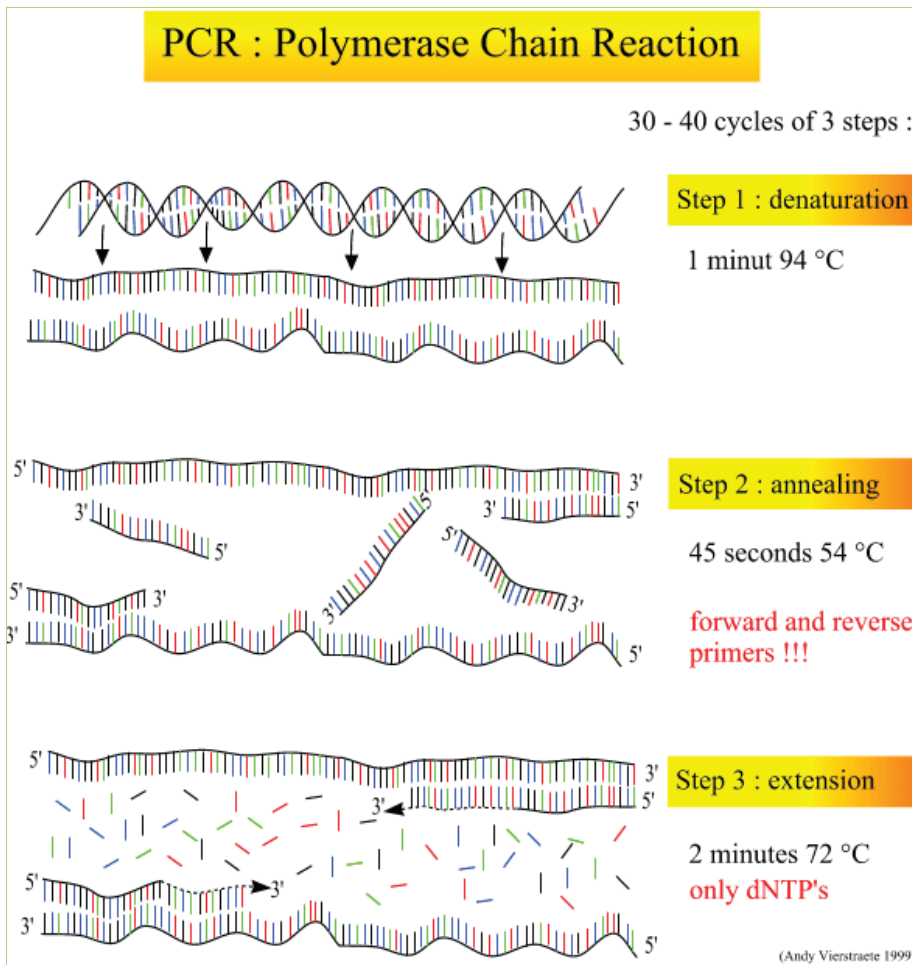 PCR : Polymerase Chain Reaction
30 - 40 cycles of 3 steps :
Step 1 : denaturation
1 minut 94 °C
Step 2 : annealing
5'
3'
3'
5'
5'
5'
3'
5'
3'
45 seconds 54 °C
5'
3'
3'
3'
5'
forward and reverse
primers !!!
Step 3 : extension
5'
3'
5'
3'
2 minutes 72 °C
only dNTP's
5'
3'
3'
5'
(Andy Vierstraete 1999